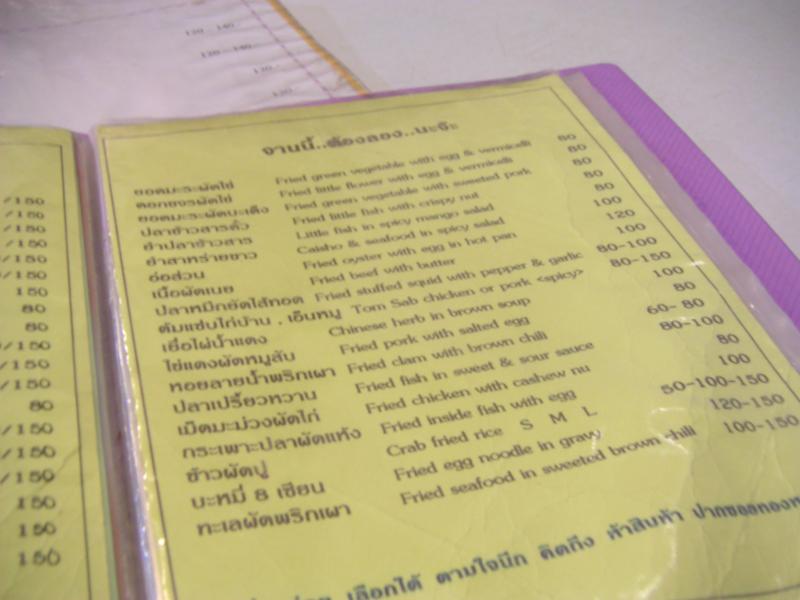 120 - 140
120 - 140
120
120
จานนี้..ต้องลอง..นะจ๊ะ
ยอดมะระผัดไข่ Fried green vegetable with egg & vermicelli 80
ดอกขจรผัดไข่ Fried little flower with egg & vermicelli 80
ยอดมะระผัดบะเต็ง Fried green vegetable with sweeted pork 80
ปลาข้าวสารคั่ว Fried little fish with crispy nut 80
ยำปลาข้าวสาร Little fish in spicy mango salad 80
ยำสาหร่ายขาว Caisho & seafood in spicy salad 100
อ่อส่วน Fried oyster with egg in hot pan 120
เนื้อผัดเนย Fried beef with butter 100
ปลาหมึกยัดไส้ทอด Fried stuffed squid with pepper & garlic 80-100
ต้มแซ่บไก่บ้าน . เอ็นหมู Tom Sab chicken or pork <spicy> 80-150
เยื่อไผ่น้ำแดง Chinese herb in brown soup 100
ไข่แดงผัดหมูสับ Fried pork with salted egg 80
หอยลายน้ำพริกเผา Fried clam with brown chili 60- 80
ปลาเปรี้ยวหวาน Fried fish in sweet & sour sauce 80-100
เม็ดมะม่วงผัดไก่ Fried chicken with cashew nu 80
กระเพาะปลาผัดแห้ง Fried inside fish with egg 100
ข้าวผัดปู Crab fried rice S M L 50-100-150
บะหมี่ 8 เซียน Fried egg noodle in gravy 120-150
ทะเลผัดพริกเผา Fried seafood in sweeted brown chili 100-150
เลือกได้ ตามใจนึก คิดถึง ห้าสินห้า ปากซอยทองห
/150
/150
/150
/150
/150
/150
150
80
80
/150
/150
/150
80
/150
/150
/150
150
150
150